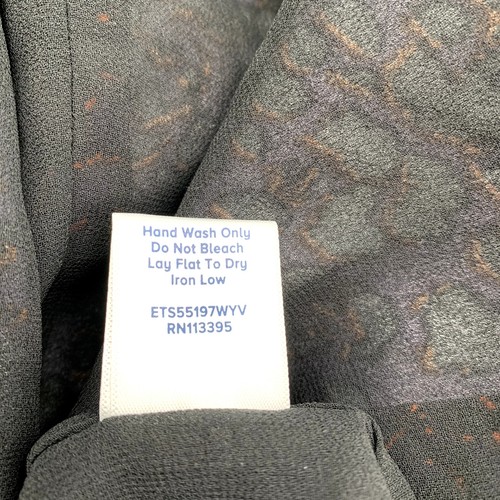 Hand Wash Only
Do Not Bleach
Lay Flat To Dry
Iron Low
ETS55197WYV
RN113395